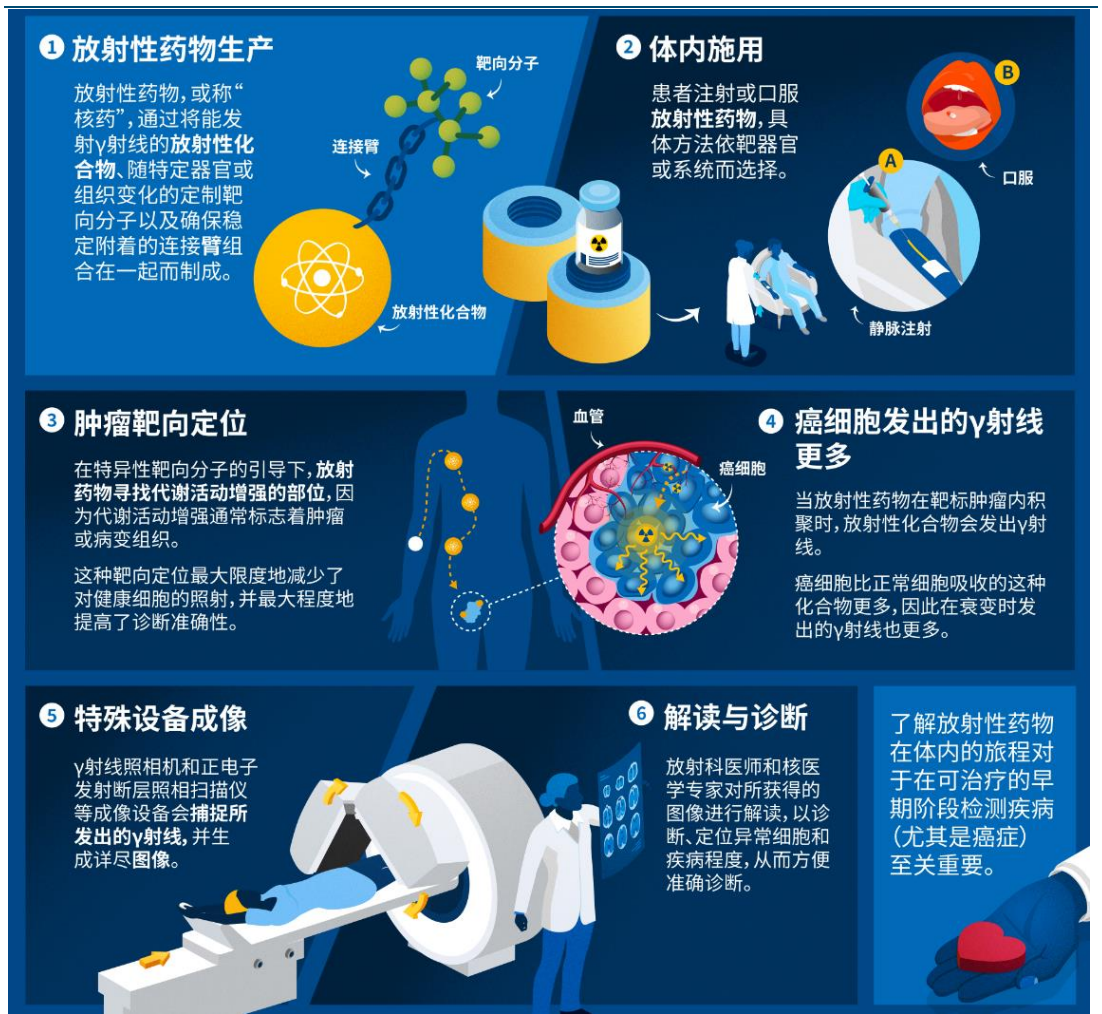 1 放射性药物生产
放射性药物，或称“
核药”，通过将能发
射γ射线的放射性化
合物、随特定器官或
组织变化的定制靶
向分子以及确保稳
定附着的连接臂组
合在一起而制成。
靶向分子
连接臂
放射性化合物
2 体内施用
患者注射或口服
放射性药物，具
体方法依靶器官
或系统而选择。
B
口服
A
静脉注射
3 肿瘤靶向定位
在特异性靶向分子的引导下，放射
药物寻找代谢活动增强的部位，因
为代谢活动增强通常标志着肿瘤
或病变组织。
这种靶向定位最大限度地减少了
对健康细胞的照射，并最大程度地
提高了诊断准确性。
血管
癌细胞
4 癌细胞发出的γ射线
更多
当放射性药物在靶标肿瘤内积
聚时，放射性化合物会发出γ射
线。
癌细胞比正常细胞吸收的这种
化合物更多，因此在衰变时发
出的γ射线也更多。
5 特殊设备成像
γ射线照相机和正电子
发射断层照相扫描仪
等成像设备会捕捉所
发出的γ射线，并生
成详尽图像。
6 解读与诊断
放射科医师和核医
学专家对所获得的
图像进行解读，以诊
断、定位异常细胞和
疾病程度，从而方便
准确诊断。
了解放射性药物
在体内的旅程对
于在可治疗的早
期阶段检测疾病
（尤其是癌症）
至关重要。